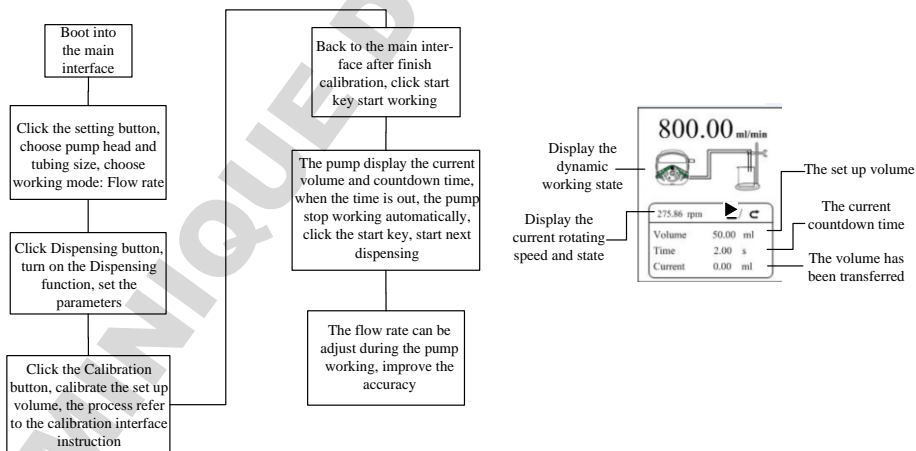 Boot into
the main
interface
Click the setting button,
choose pump head and
tubing size, choose
working mode: Flow rate
Click Dispensing button,
turn on the Dispensing
function, set the
parameters
Click the Calibration
button, calibrate the set up
volume, the process refer
to the calibration interface
instruction
Back to the main inter-
face after finish
calibration, click start
key start working
The pump display the current
volume and countdown time,
when the time is out, the pump
stop working automatically,
click the start key, start next
dispensing
The flow rate can be
adjust during the pump
working, improve the
accuracy
Display the
dynamic
working state
Display the
current rotating
speed and state
800.00 ml/min
275.86 rpm /
Volume 50.00 ml
Time 2.00 s
Current 0.00 ml
The set up volume
The current
countdown time
The volume has
been transferred
MINIQUE D